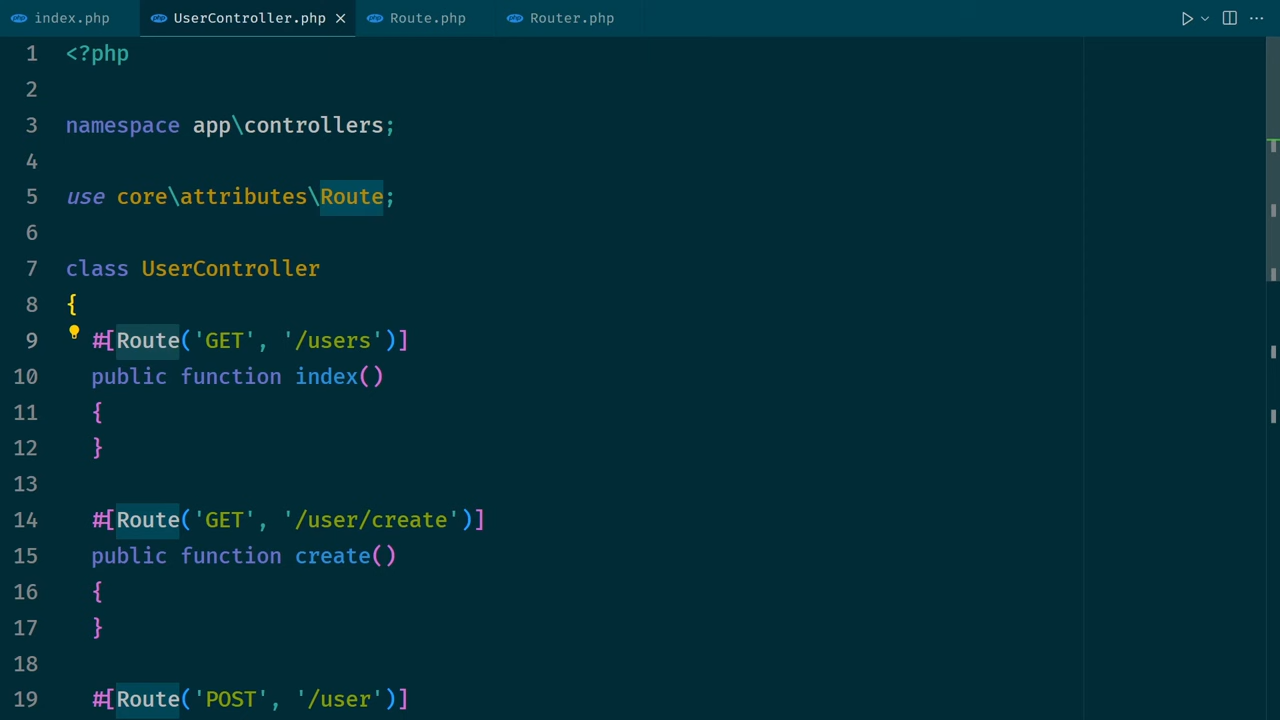 index.php UserController.php Route.php Router.php
1 <?php
2
3 namespace app\controllers;
4
5 use core\attributes\Route;
6
7 class UserController
8 {
9 #[Route('GET', '/users')]
10 public function index()
11 {
12 }
13
14 #[Route('GET', '/user/create')]
15 public function create()
16 {
17 }
18
19 #[Route('POST', '/user')]